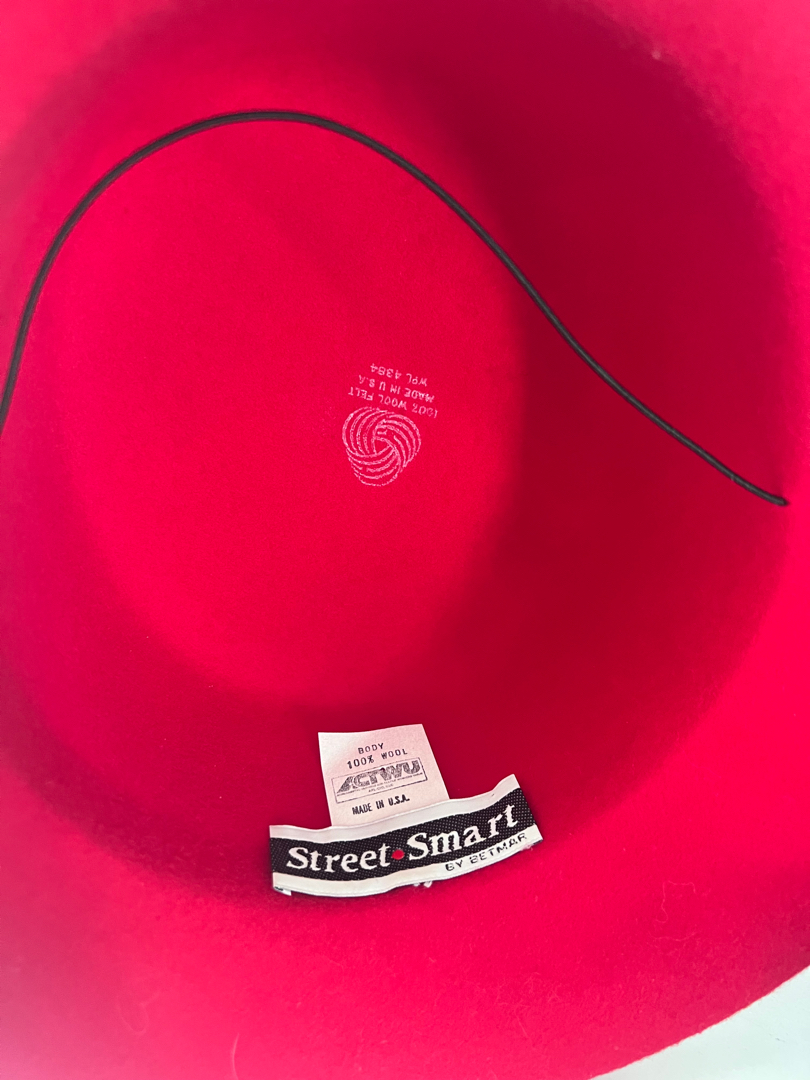 100% WOOL FELT
MADE IN U S.A
WPL 4384
BODY
100% WOOL
ACTWU
MADE IN U.S.A.
Street•Smart
BY BETMAR